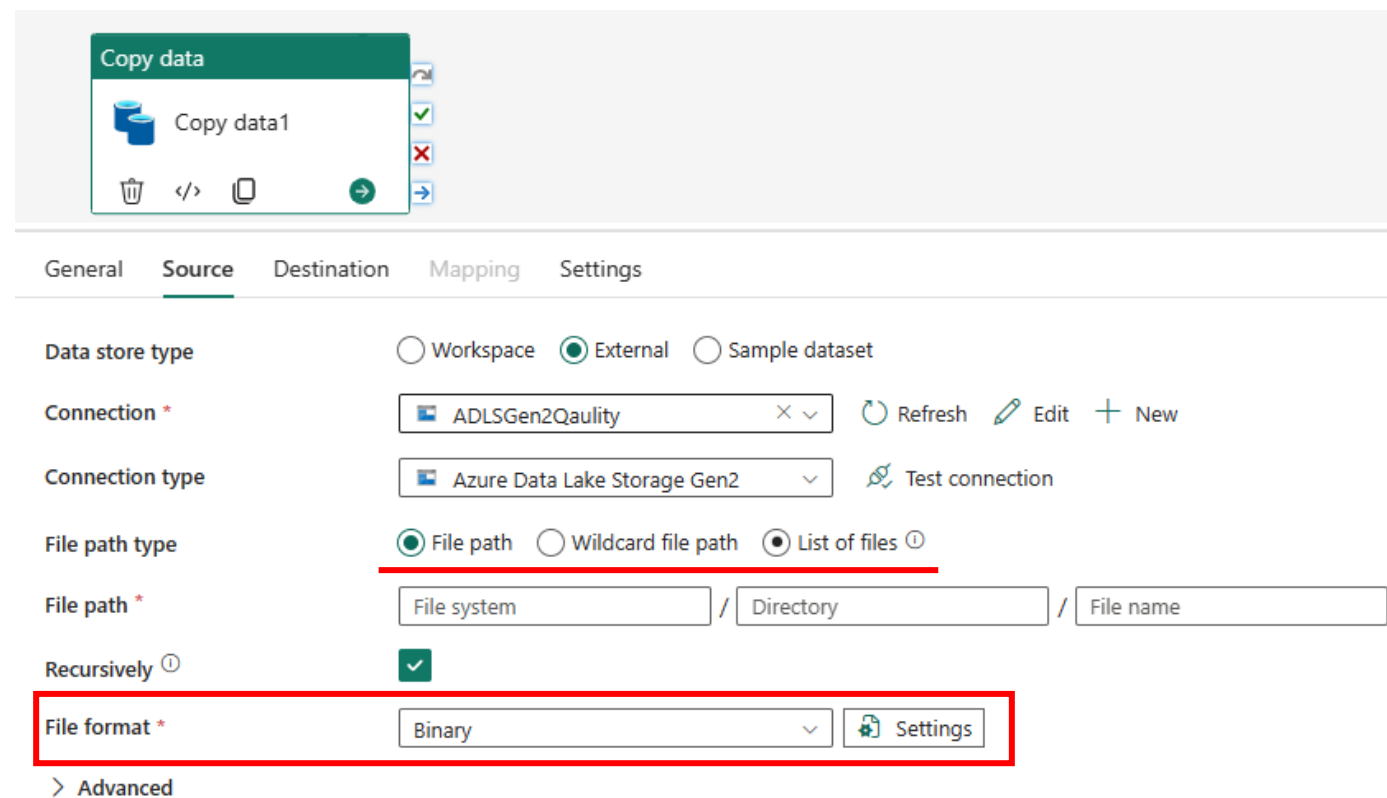 Copy data
Copy data1
General Source Destination Mapping Settings
Data store type Workspace External Sample dataset
Connection * ADLSGen2Qaulity Refresh Edit New
Connection type Azure Data Lake Storage Gen2 Test connection
File path type File path Wildcard file path List of files
File path * File system / Directory / File name
Recursively
File format * Binary Settings
Advanced